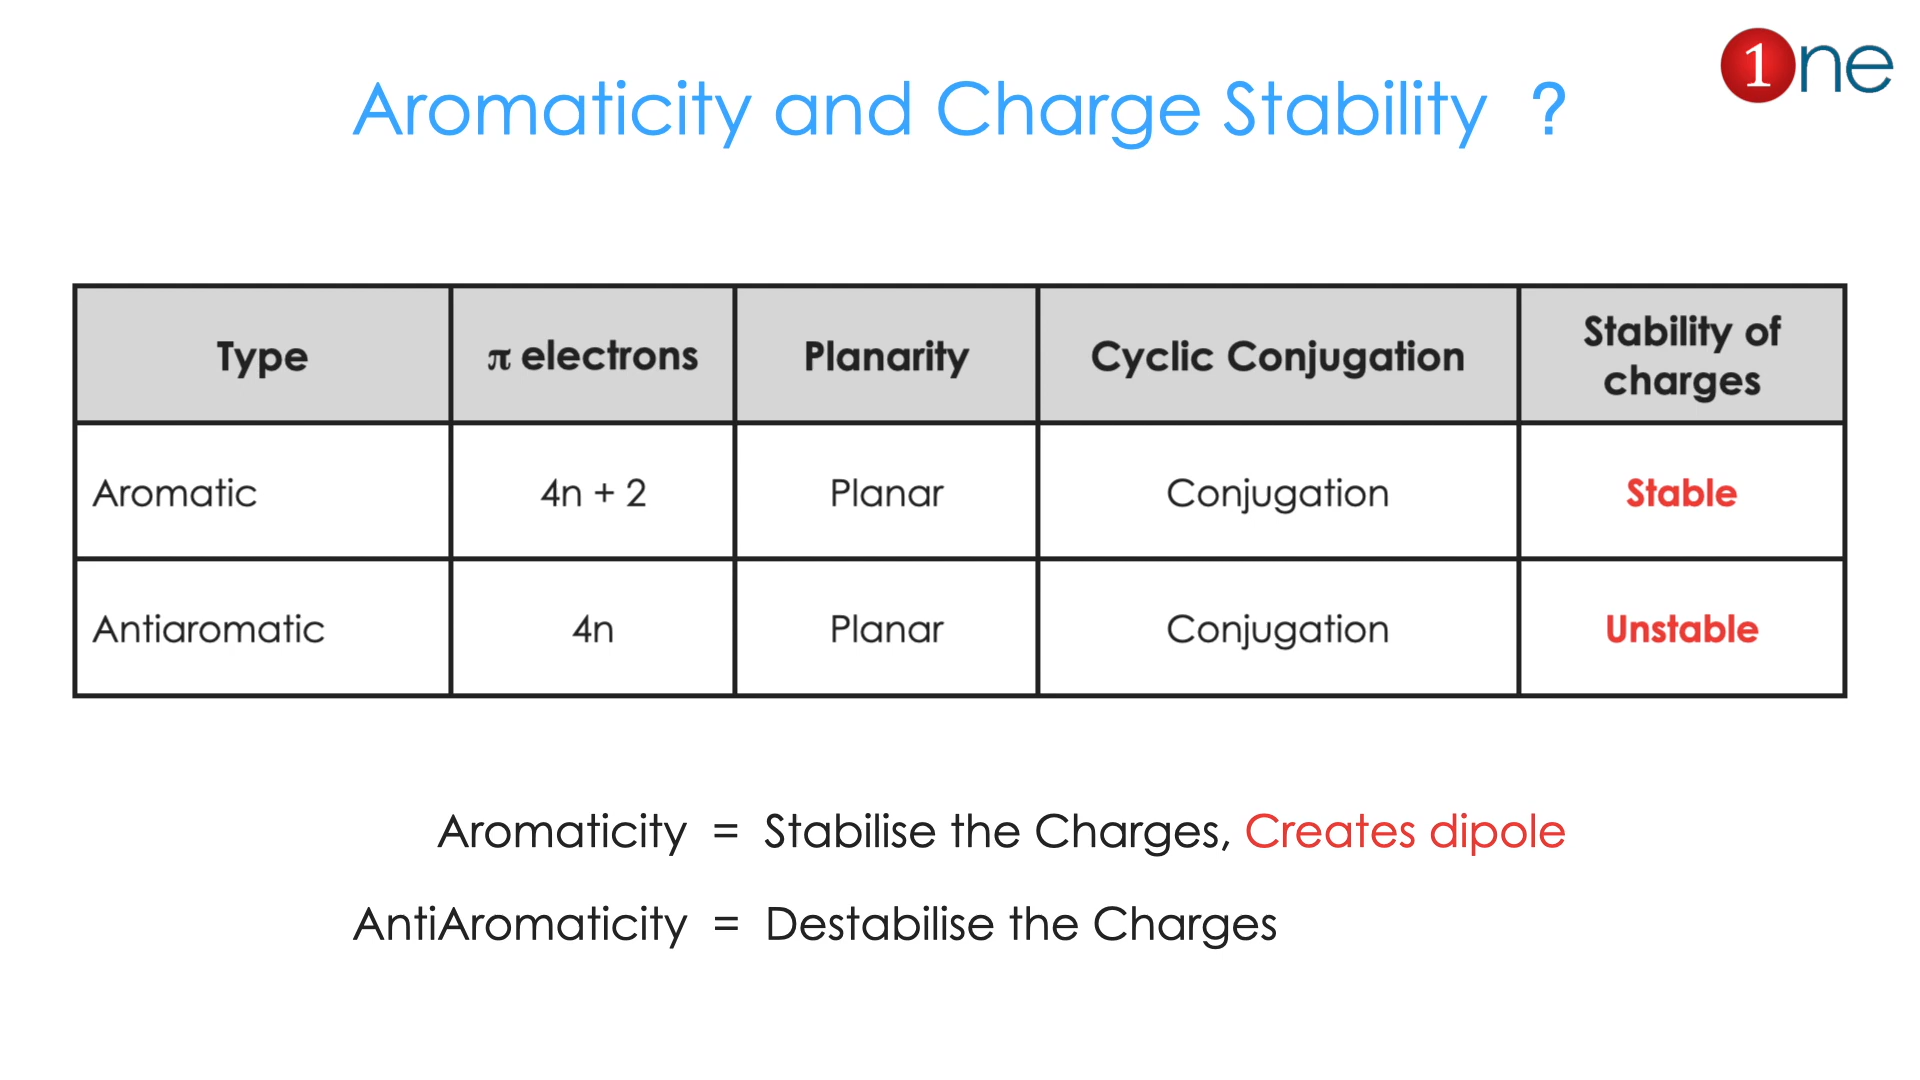 1ne
Aromaticity and Charge Stability ?
Type
π electrons
Planarity
Cyclic Conjugation
Stability of
charges
Aromatic
4n + 2
Planar
Conjugation
Stable
Antiaromatic
4n
Planar
Conjugation
Unstable
Aromaticity = Stabilise the Charges, Creates dipole
AntiAromaticity = Destabilise the Charges